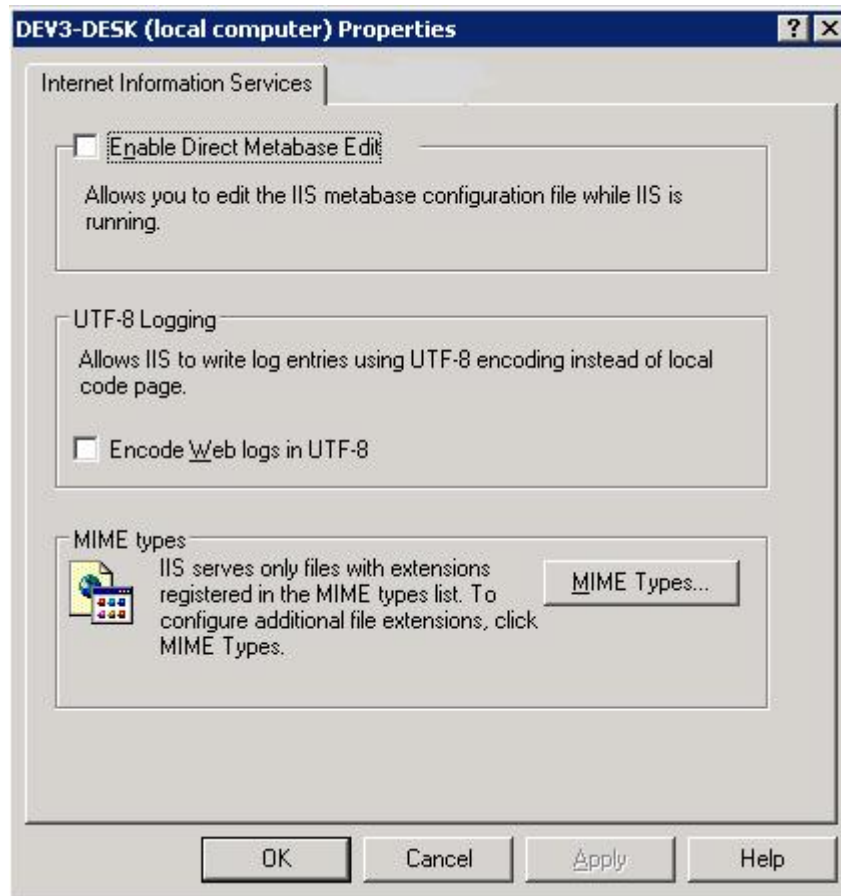 DEV3-DESK (local computer) Properties
Internet Information Services
Enable Direct Metabase Edit
Allows you to edit the IIS metabase configuration file while IIS is
running.
UTF-8 Logging
Allows IIS to write log entries using UTF-8 encoding instead of local
code page.
Encode Web logs in UTF-8
MIME types
IIS serves only files with extensions
registered in the MIME types list. To
configure additional file extensions, click
MIME Types.
MIME Types...
OK
Cancel
Apply
Help